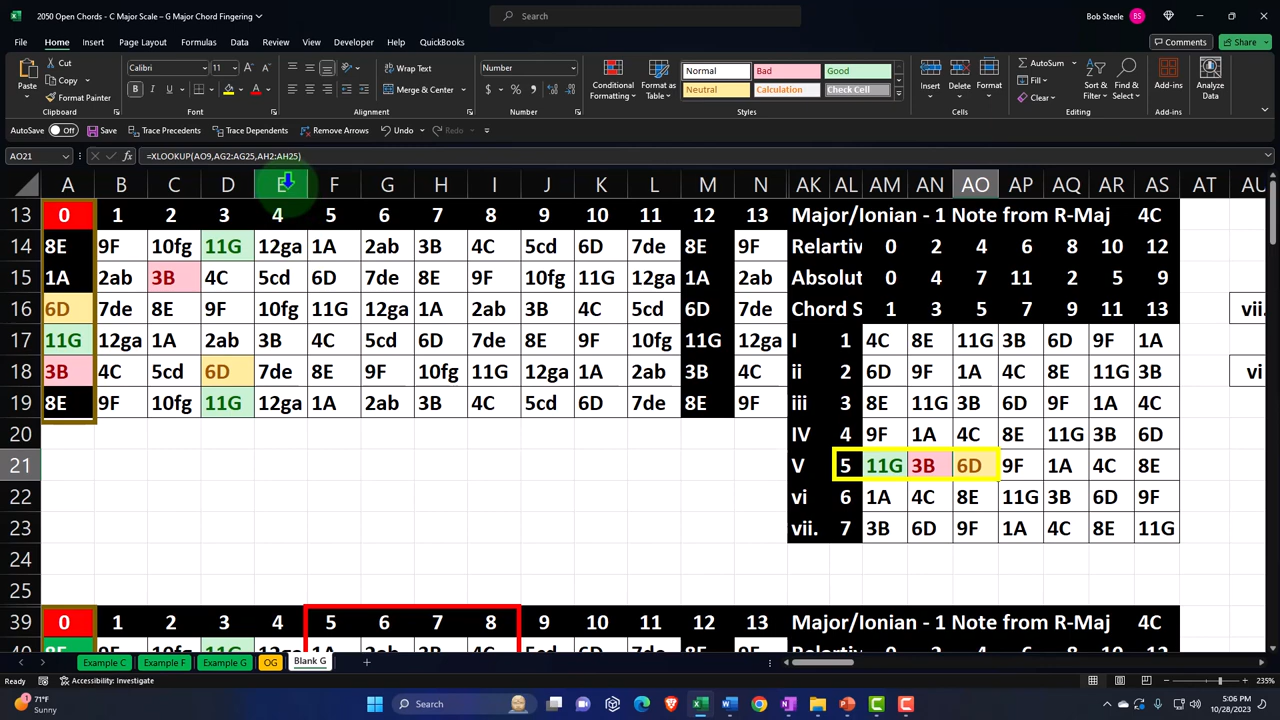 2050 Open Chords - C Major Scale – G Major Chord Fingering
Search
Bob Steele BS
File Home Insert Page Layout Formulas Data Review View Developer Help QuickBooks
Comments Share
Paste Cut Copy Format Painter
Clipboard
Calibri 11
Font
Wrap Text
Merge & Center
Alignment
Number
Number
Conditional Formatting Format as Table
Normal Bad Good
Neutral Calculation Check Cell
Styles
Insert Delete Format
Cells
AutoSum Fill Clear
Sort & Filter Find & Select
Editing
Add-ins
Add-ins
Analyze Data
AutoSave Off Save Trace Precedents Trace Dependents Remove Arrows Undo Redo
AO21 fx =XLOOKUP(AO9,AG2:AG25,AH2:AH25)
A B C D E F G H I J K L M N AK AL AM AN AO AP AQ AR AS AT AU
13 0 1 2 3 4 5 6 7 8 9 10 11 12 13 Major/Ionian - 1 Note from R-Maj 4C
14 8E 9F 10fg 11G 12ga 1A 2ab 3B 4C 5cd 6D 7de 8E 9F Relartiv 0 2 4 6 8 10 12
15 1A 2ab 3B 4C 5cd 6D 7de 8E 9F 10fg 11G 12ga 1A 2ab Absolut 0 4 7 11 2 5 9
16 6D 7de 8E 9F 10fg 11G 12ga 1A 2ab 3B 4C 5cd 6D 7de Chord S 1 3 5 7 9 11 13 vii.
17 11G 12ga 1A 2ab 3B 4C 5cd 6D 7de 8E 9F 10fg 11G 12ga I 1 4C 8E 11G 3B 6D 9F 1A
18 3B 4C 5cd 6D 7de 8E 9F 10fg 11G 12ga 1A 2ab 3B 4C ii 2 6D 9F 1A 4C 8E 11G 3B vi
19 8E 9F 10fg 11G 12ga 1A 2ab 3B 4C 5cd 6D 7de 8E 9F iii 3 8E 11G 3B 6D 9F 1A 4C
20 IV 4 9F 1A 4C 8E 11G 3B 6D
21 V 5 11G 3B 6D 9F 1A 4C 8E
22 vi 6 1A 4C 8E 11G 3B 6D 9F
23 vii. 7 3B 6D 9F 1A 4C 8E 11G
24
25
39 0 1 2 3 4 5 6 7 8 9 10 11 12 13 Major/Ionian - 1 Note from R-Maj 4C
Example C Example F Example G OG Blank G
Ready Accessibility: Investigate 235%
71°F
Sunny
Search
5:06 PM
10/28/2023